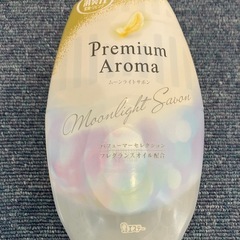 Premium
Aroma
ムーンライトサボン
Moonlight Savon
パフューマーセレクション
フレグランスオイル配合